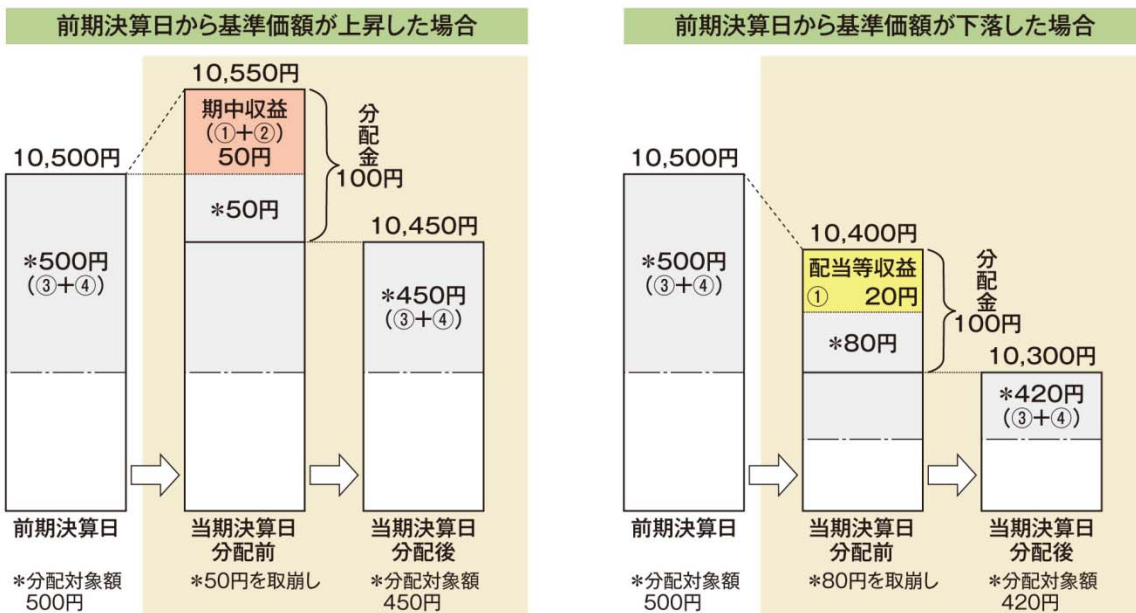 前期決算日から基準価額が上昇した場合
10,550円
期中収益
(①+②)
50円
分配金
100円
10,500円
*50円
10,450円
*500円
(③+④)
*450円
(③+④)
前期決算日
当期決算日
分配前
当期決算日
分配後
*分配対象額
500円
*50円を取崩し
*分配対象額
450円
前期決算日から基準価額が下落した場合
10,500円
10,400円
*500円
(③+④)
配当等収益
① 20円
分配金
100円
*80円
10,300円
*420円
(③+④)
前期決算日
当期決算日
分配前
当期決算日
分配後
*分配対象額
500円
*80円を取崩し
*分配対象額
420円